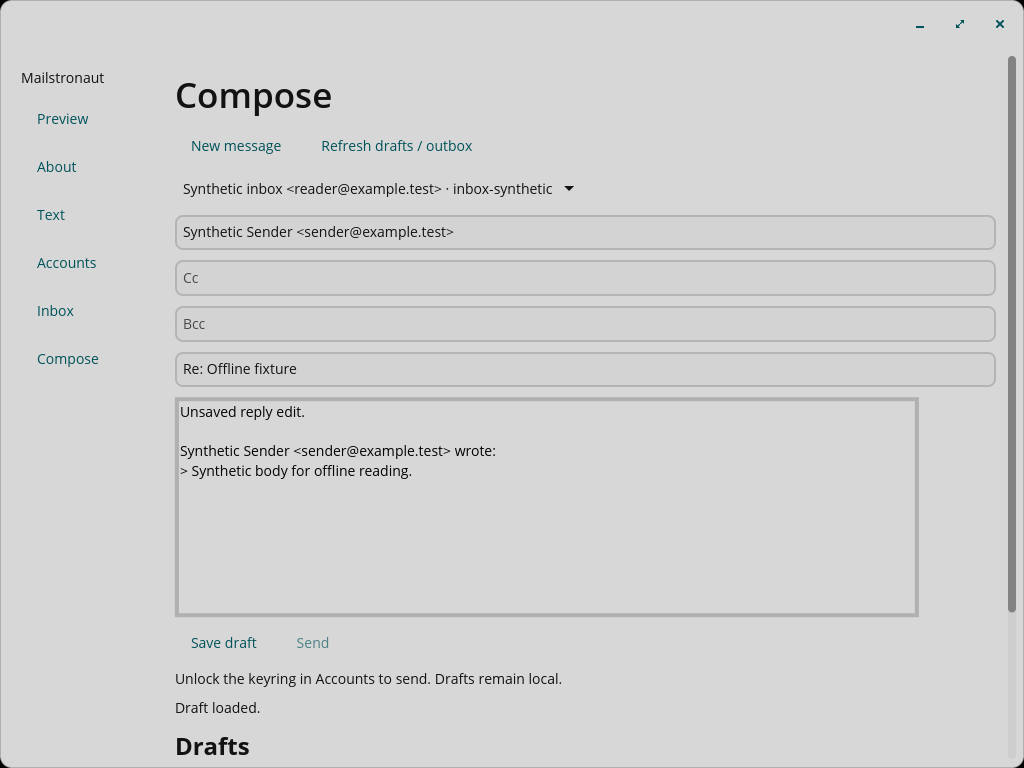 Mailstronaut
Preview
About
Text
Accounts
Inbox
Compose
Compose
New message
Refresh drafts / outbox
Synthetic inbox <reader@example.test> · inbox-synthetic
Synthetic Sender <sender@example.test>
Cc
Bcc
Re: Offline fixture
Unsaved reply edit.
Synthetic Sender <sender@example.test> wrote:
> Synthetic body for offline reading.
Save draft
Send
Unlock the keyring in Accounts to send. Drafts remain local.
Draft loaded.
Drafts